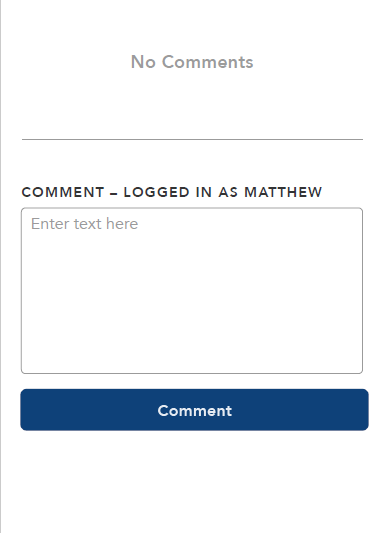 No Comments
COMMENT – LOGGED IN AS MATTHEW
Enter text here
Comment